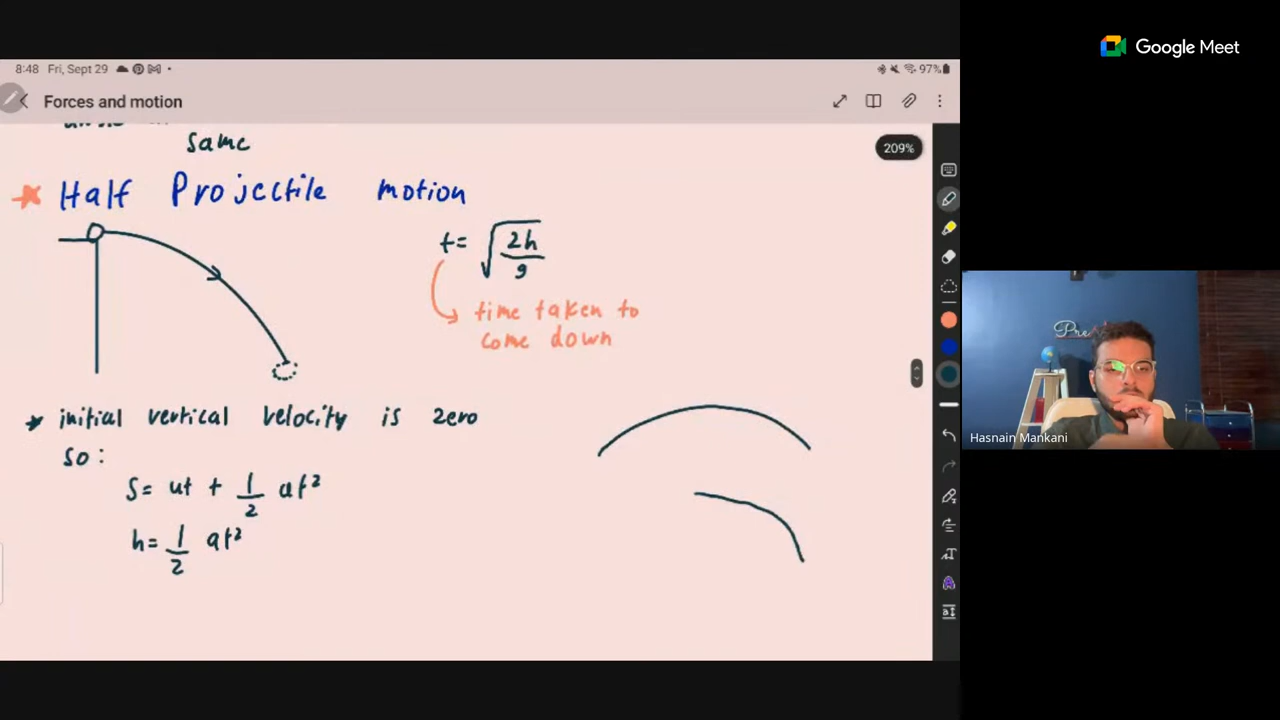 Google Meet
8:48 Fri, Sept 29
97%
Forces and motion
209%
same
Half Projectile motion
t= √2h/g
time taken to
come down
initial vertical velocity is zero
so:
S= ut + 1/2 at²
h= 1/2 at²
Hasnain Mankani